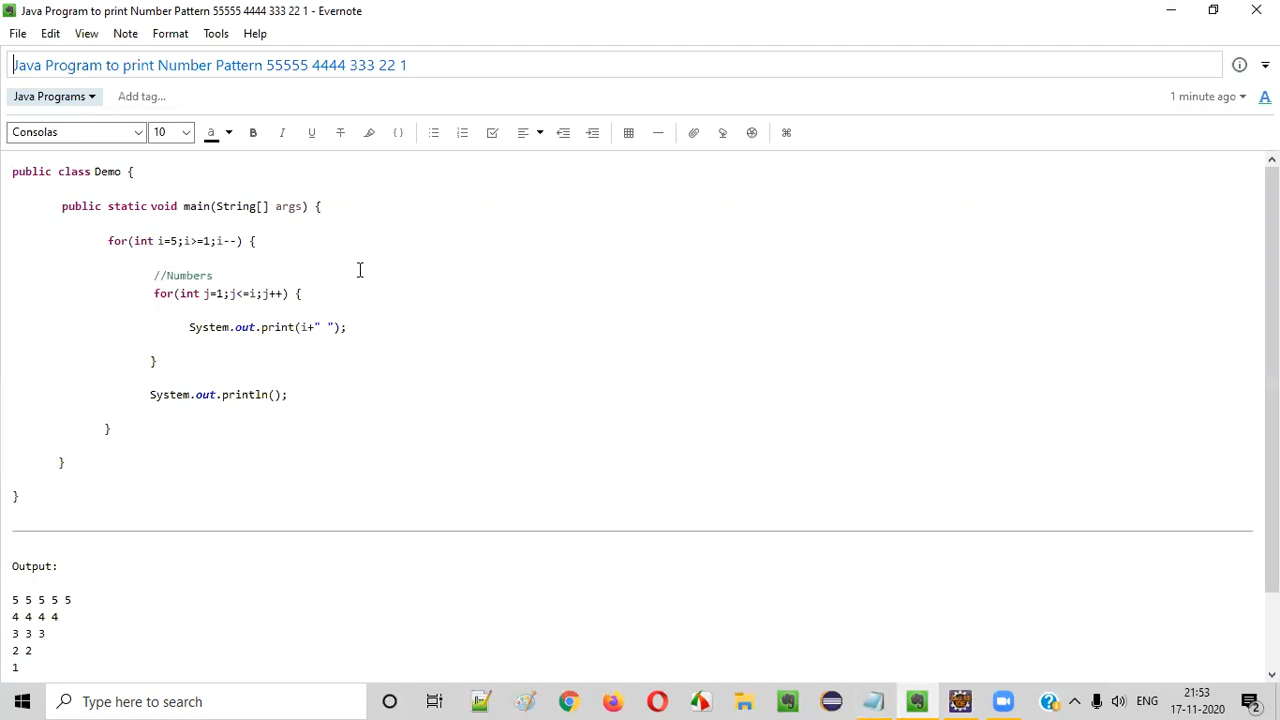 Java Program to print Number Pattern 55555 4444 333 22 1 - Evernote
File Edit View Note Format Tools Help
Java Program to print Number Pattern 55555 4444 333 22 1
Java Programs Add tag... 1 minute ago A
Consolas 10 a B I U T { }
public class Demo {
public static void main(String[] args) {
for(int i=5;i>=1;i--) {
//Numbers
for(int j=1;j<=i;j++) {
System.out.print(i+" ");
}
System.out.println();
}
}
}
Output:
5 5 5 5 5
4 4 4 4
3 3 3
2 2
1
Type here to search ENG 21:53
17-11-2020 2